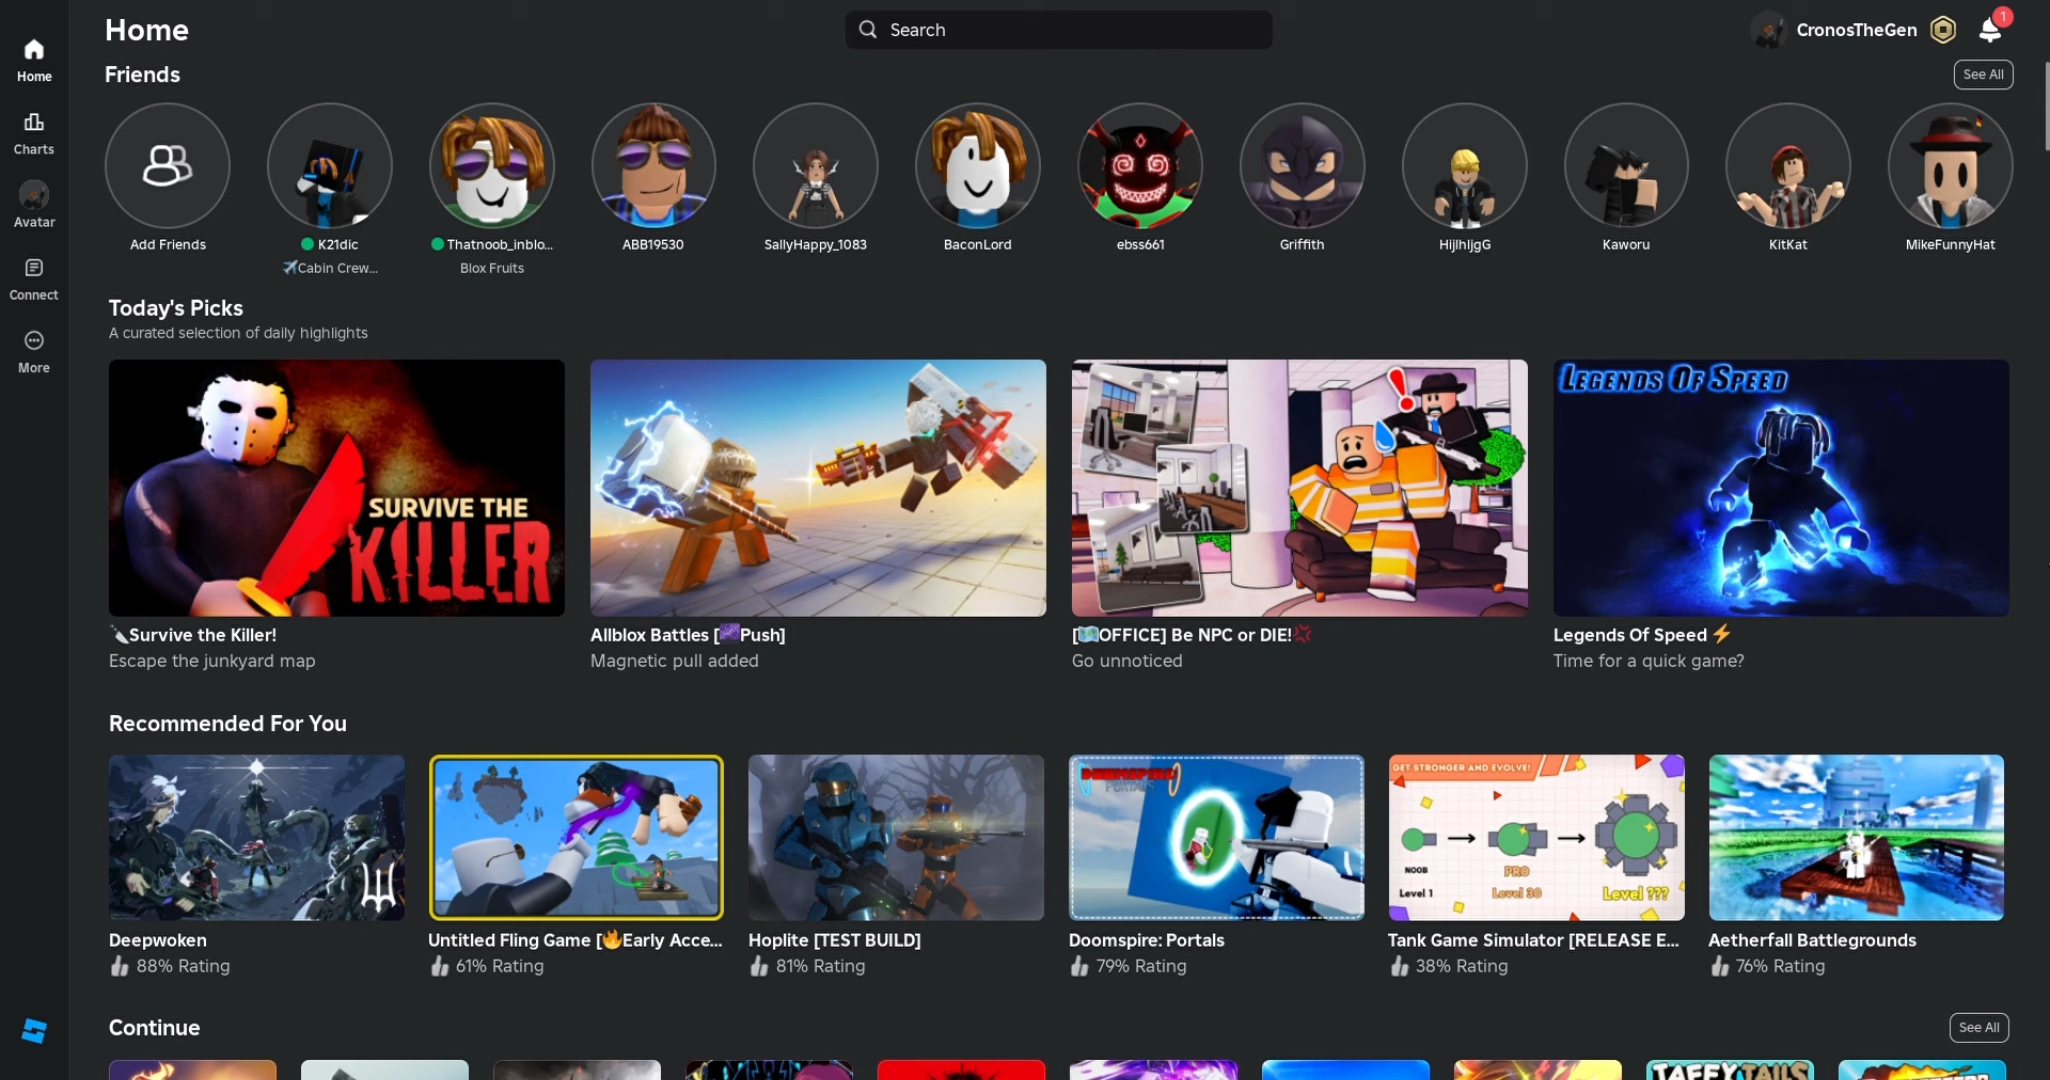 Home
Search
CronosTheGen
1
Home
Charts
Avatar
Connect
More
Friends
See All
Add Friends
K21dic
Thatnoob_inblo...
ABB19530
SallyHappy_1083
BaconLord
ebss661
Griffith
HijlhljgG
Kaworu
KitKat
MikeFunnyHat
✈️Cabin Crew...
Blox Fruits
Today's Picks
A curated selection of daily highlights
SURVIVE THE
KILLER
LEGENDS OF SPEED
🔪Survive the Killer!
Escape the junkyard map
Allblox Battles [🌌Push]
Magnetic pull added
[🗺️OFFICE] Be NPC or DIE!💢
Go unnoticed
Legends Of Speed ⚡
Time for a quick game?
Recommended For You
DOOMSPIRE
PORTALS
GET STRONGER AND EVOLVE!
NOOB
Level 1
PRO
Level 30
Level ???
Deepwoken
88% Rating
Untitled Fling Game [🔥Early Acce...
61% Rating
Hoplite [TEST BUILD]
81% Rating
Doomspire: Portals
79% Rating
Tank Game Simulator [RELEASE E...
38% Rating
Aetherfall Battlegrounds
76% Rating
Continue
See All
TAFFY TAILS